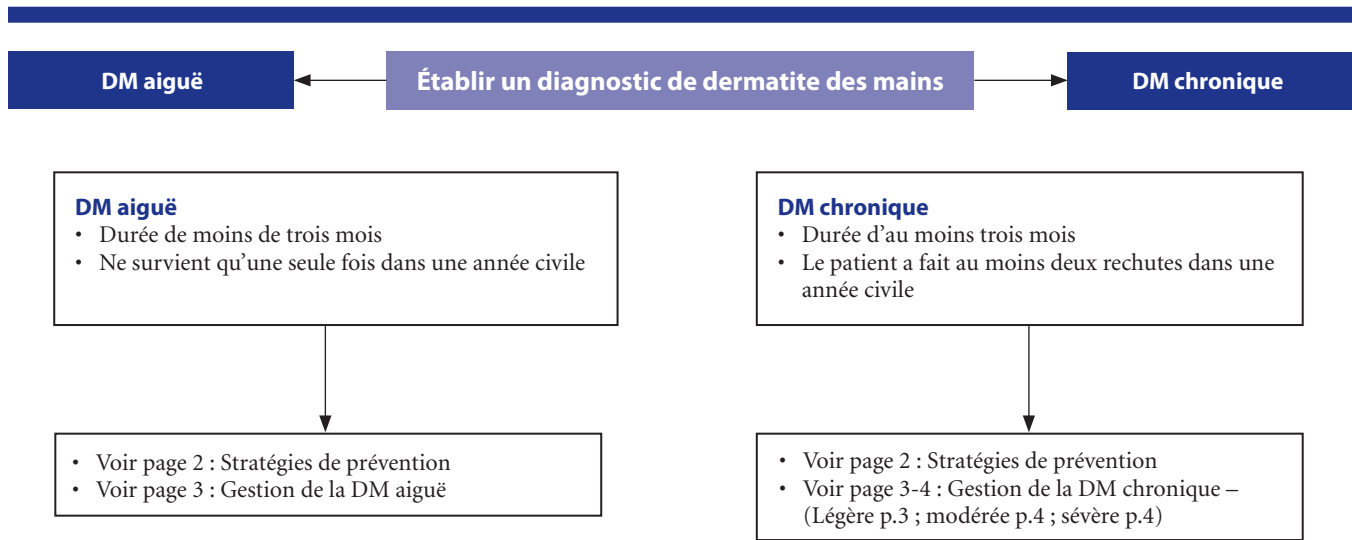 DM aiguë
Établir un diagnostic de dermatite des mains
DM chronique
DM aiguë
• Durée de moins de trois mois
• Ne survient qu’une seule fois dans une année civile
DM chronique
• Durée d’au moins trois mois
• Le patient a fait au moins deux rechutes dans une
année civile
• Voir page 2 : Stratégies de prévention
• Voir page 3 : Gestion de la DM aiguë
• Voir page 2 : Stratégies de prévention
• Voir page 3-4 : Gestion de la DM chronique –
(Légère p.3 ; modérée p.4 ; sévère p.4)